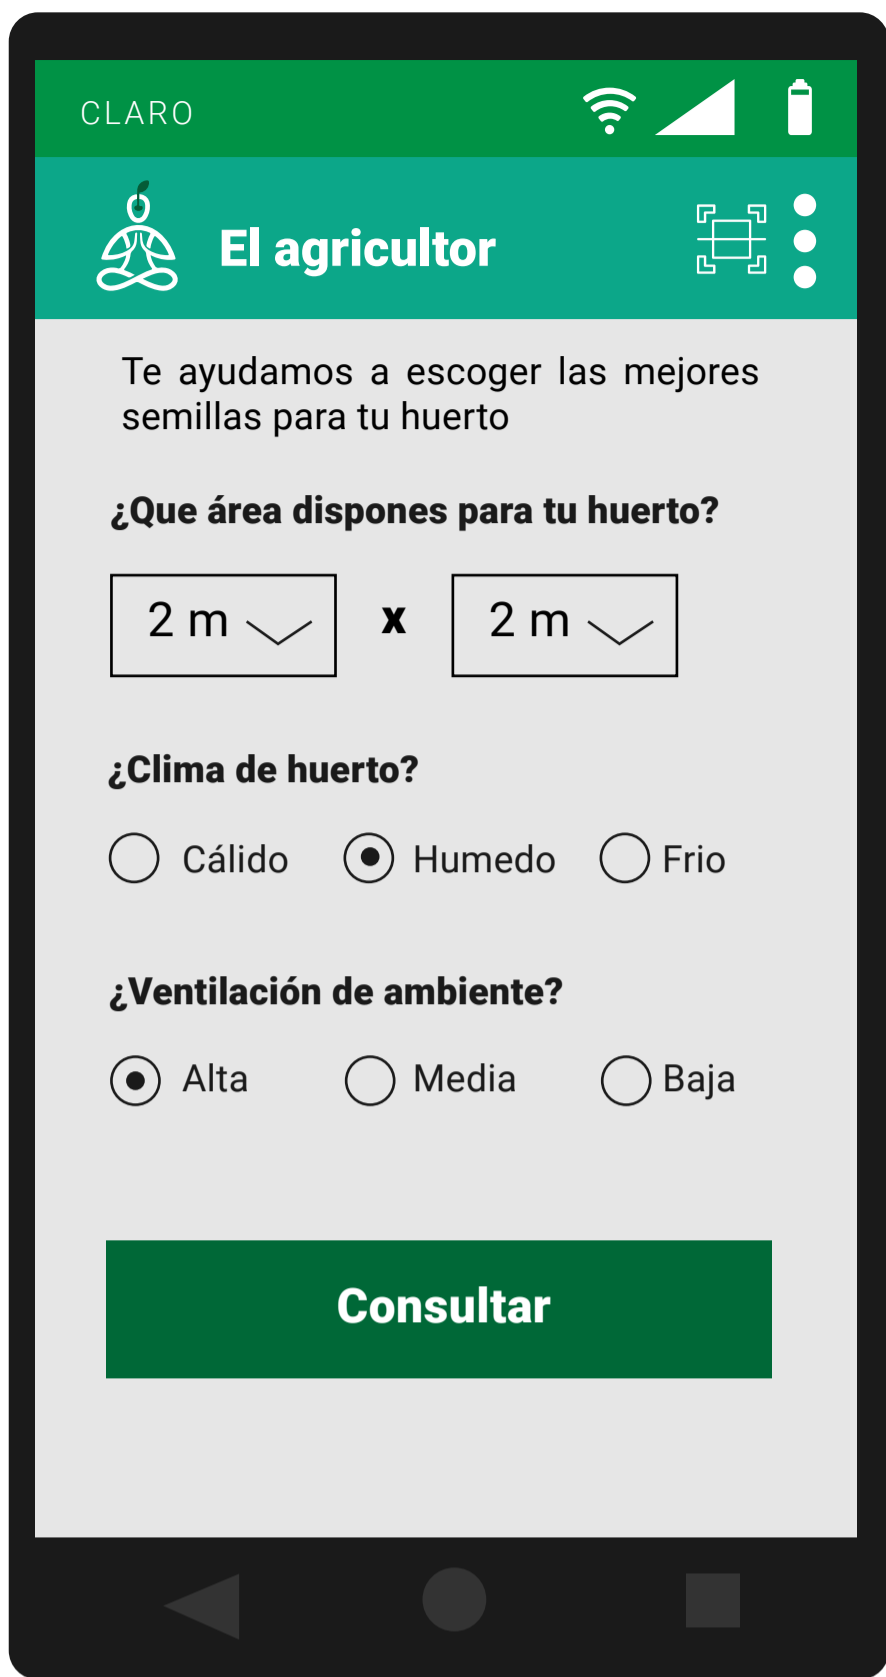 CLARO
El agricultor
Te ayudamos a escoger las mejores
semillas para tu huerto
¿Que área dispones para tu huerto?
2 m x 2 m
¿Clima de huerto?
Cálido Humedo Frio
¿Ventilación de ambiente?
Alta Media Baja
Consultar